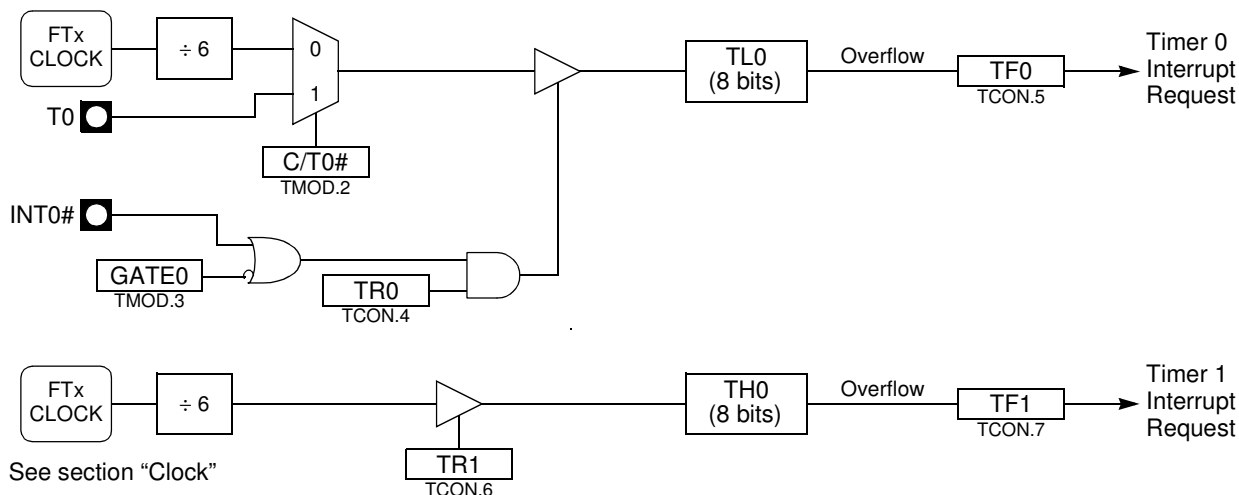 FTx
CLOCK
÷ 6
0
1
T0
C/T0#
TMOD.2
TL0
(8 bits)
Overflow
TF0
TCON.5
Timer 0
Interrupt
Request
INT0#
GATE0
TMOD.3
TR0
TCON.4
FTx
CLOCK
÷ 6
TR1
TCON.6
TH0
(8 bits)
Overflow
TF1
TCON.7
Timer 1
Interrupt
Request
See section “Clock”